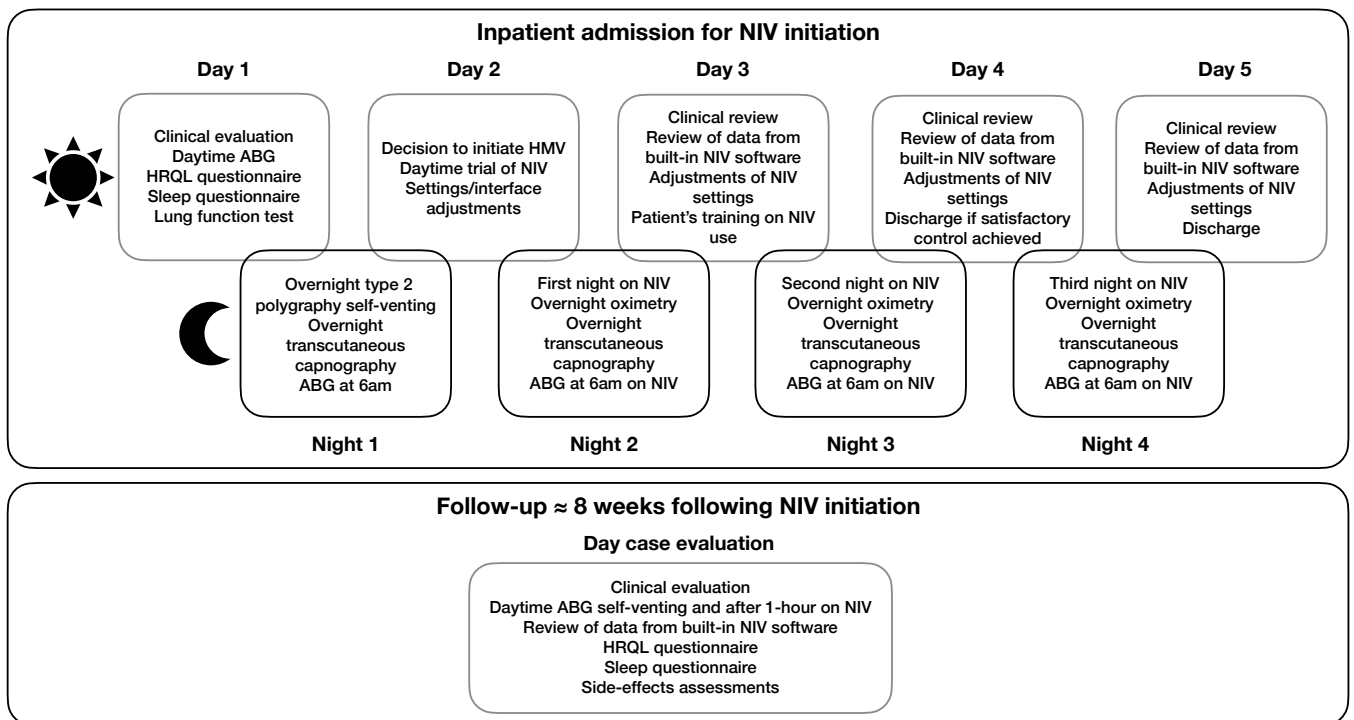 Inpatient admission for NIV initiation
Day 1
Clinical evaluation
Daytime ABG
HRQL questionnaire
Sleep questionnaire
Lung function test
Day 2
Decision to initiate HMV
Daytime trial of NIV
Settings/interface
adjustments
Day 3
Clinical review
Review of data from
built-in NIV software
Adjustments of NIV
settings
Patient's training on NIV
use
Day 4
Clinical review
Review of data from
built-in NIV software
Adjustments of NIV
settings
Discharge if satisfactory
control achieved
Day 5
Clinical review
Review of data from
built-in NIV software
Adjustments of NIV
settings
Discharge
Overnight type 2
polygraphy self-venting
Overnight
transcutaneous
capnography
ABG at 6am
Night 1
First night on NIV
Overnight oximetry
Overnight
transcutaneous
capnography
ABG at 6am on NIV
Night 2
Second night on NIV
Overnight oximetry
Overnight
transcutaneous
capnography
ABG at 6am on NIV
Night 3
Third night on NIV
Overnight oximetry
Overnight
transcutaneous
capnography
ABG at 6am on NIV
Night 4
Follow-up ≈ 8 weeks following NIV initiation
Day case evaluation
Clinical evaluation
Daytime ABG self-venting and after 1-hour on NIV
Review of data from built-in NIV software
HRQL questionnaire
Sleep questionnaire
Side-effects assessments